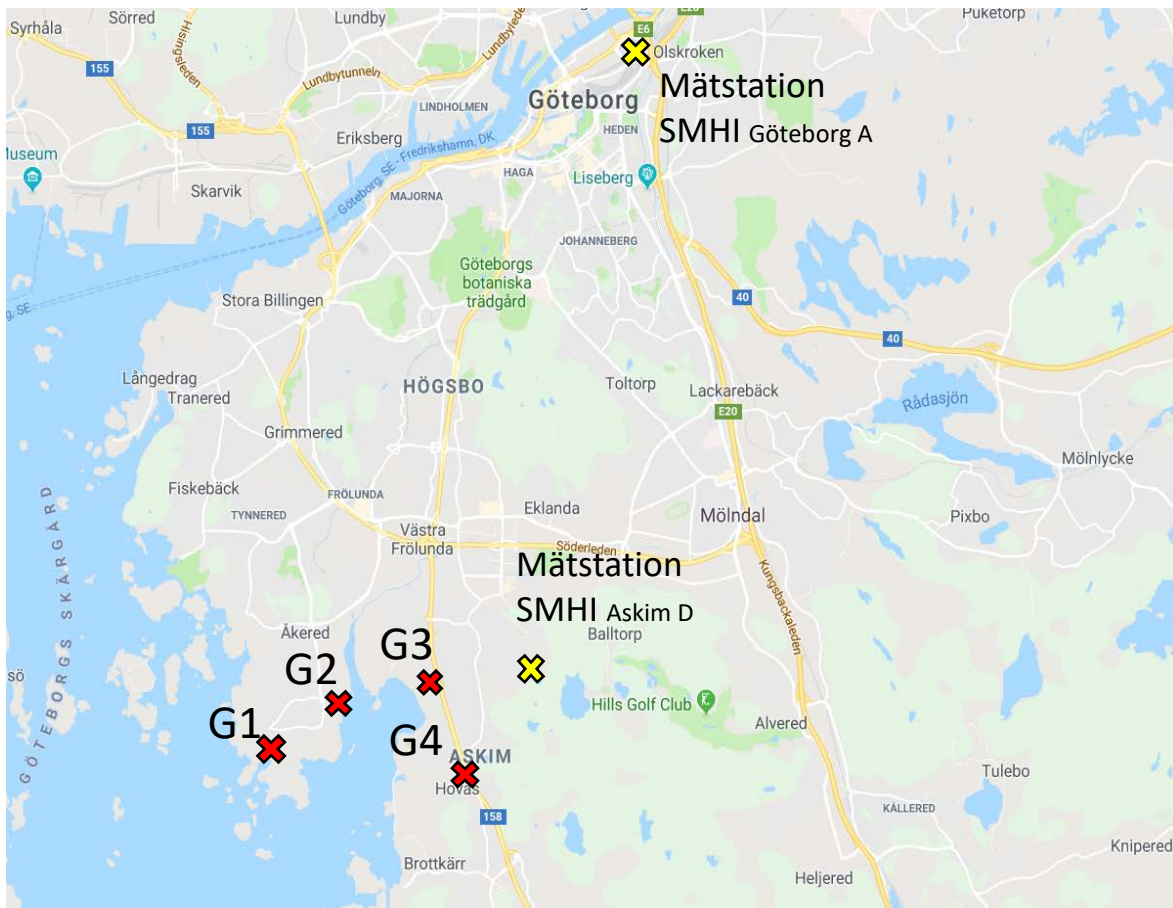 Syrhåla
Sörred
Lundby
Hisingsleden
Lundbyleden
E6
Puketorp
Olskroken
155
Lundbytunneln
Mätstation
SMHI Göteborg A
LINDHOLMEN
Göteborg
HEDEN
155
Eriksberg
Göteborg, SE - Fredrikshamn, DK
Museum
Skarvik
HAGA
Liseberg
MAJORNA
JOHANNEBERG
Göteborgs
botaniska
trädgård
Stora Billingen
40
40
Långedrag
Tranered
HÖGSBO
Toltorp
Lackarebäck
Rådasjön
E20
Grimmered
Mölnlycke
Fiskebäck
FRÖLUNDA
TYNNERED
Eklanda
Mölndal
Pixbo
Västra
Frölunda
Söderleden
Mätstation
SMHI Askim D
Kungsbackaleden
GÖTEBORGS SKÄRGÅRD
Åkered
Balltorp
G3
G2
Hills Golf Club
G1
Alvered
G4
ASKIM
Hovås
Tulebo
158
KÅLLERED
Knipered
Brottkärr
Heljered